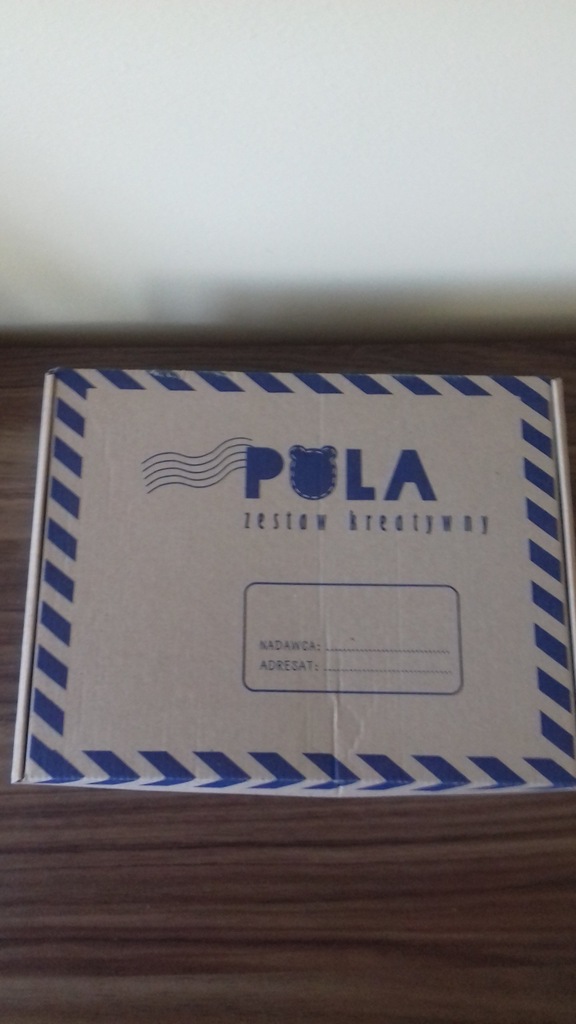 PULA
zestaw kreatywny
NADAWCA:
ADRESAT: